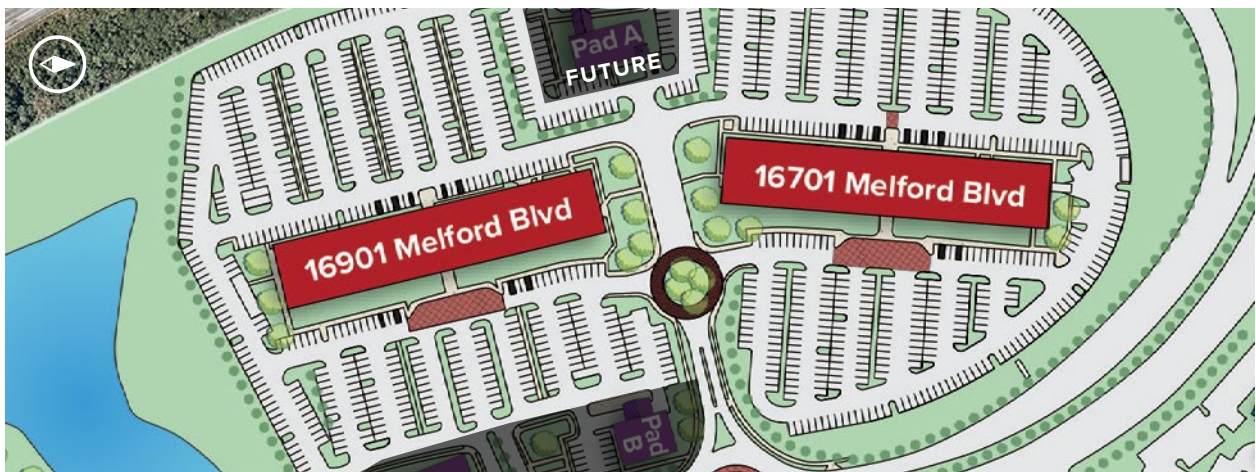 Pad A
FUTURE
16701 Melford Blvd
16901 Melford Blvd
Pad
B